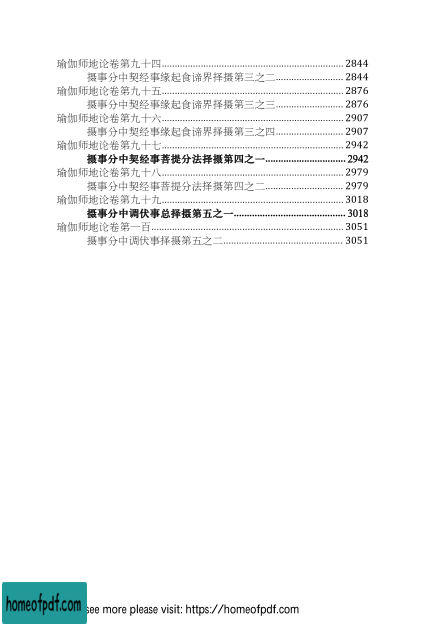 瑜伽师地论卷第九十四........................................................................ 2844
摄事分中契经事缘起食谛界择摄第三之二........................... 2844
瑜伽师地论卷第九十五........................................................................ 2876
摄事分中契经事缘起食谛界择摄第三之三........................... 2876
瑜伽师地论卷第九十六........................................................................ 2907
摄事分中契经事缘起食谛界择摄第三之四........................... 2907
瑜伽师地论卷第九十七........................................................................ 2942
摄事分中契经事菩提分法择摄第四之一................................ 2942
瑜伽师地论卷第九十八........................................................................ 2979
摄事分中契经事菩提分法择摄第四之二............................... 2979
瑜伽师地论卷第九十九........................................................................ 3018
摄事分中调伏事总择摄第五之一............................................ 3018
瑜伽师地论卷第一百............................................................................ 3051
摄事分中调伏事择摄第五之二................................................ 3051
homeofpdf.com
see more please visit: https://homeofpdf.com